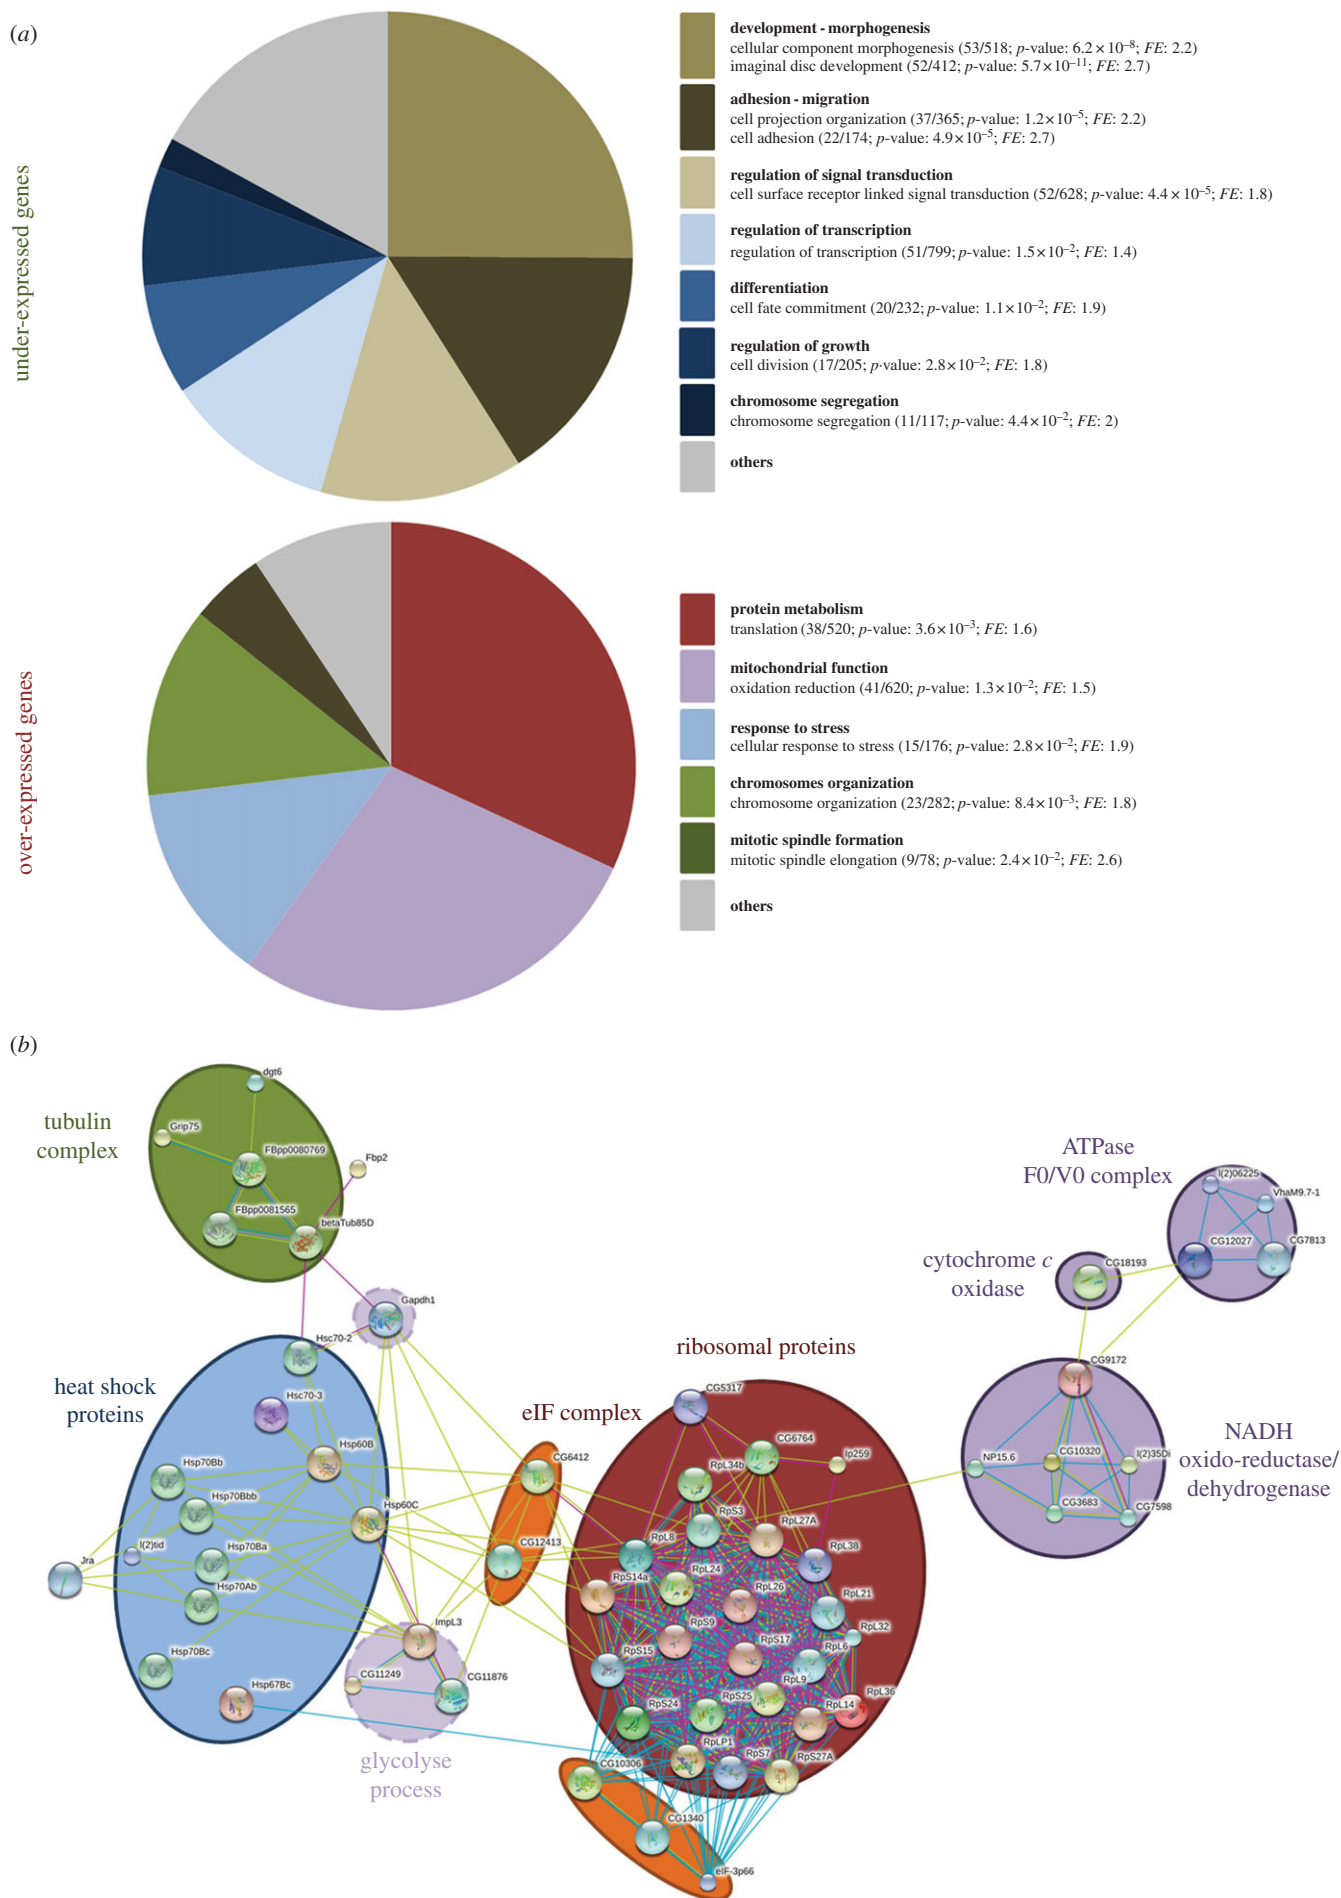 (a)
under-expressed genes
development - morphogenesis
cellular component morphogenesis (53/518; p-value: 6.2 × 10⁻⁸; FE: 2.2)
imaginal disc development (52/412; p-value: 5.7×10⁻¹¹; FE: 2.7)
adhesion - migration
cell projection organization (37/365; p-value: 1.2×10⁻⁵; FE: 2.2)
cell adhesion (22/174; p-value: 4.9×10⁻⁵; FE: 2.7)
regulation of signal transduction
cell surface receptor linked signal transduction (52/628; p-value: 4.4 × 10⁻⁵; FE: 1.8)
regulation of transcription
regulation of transcription (51/799; p-value: 1.5×10⁻²; FE: 1.4)
differentiation
cell fate commitment (20/232; p-value: 1.1×10⁻²; FE: 1.9)
regulation of growth
cell division (17/205; p-value: 2.8×10⁻²; FE: 1.8)
chromosome segregation
chromosome segregation (11/117; p-value: 4.4×10⁻²; FE: 2)
others
over-expressed genes
protein metabolism
translation (38/520; p-value: 3.6×10⁻³; FE: 1.6)
mitochondrial function
oxidation reduction (41/620; p-value: 1.3×10⁻²; FE: 1.5)
response to stress
cellular response to stress (15/176; p-value: 2.8×10⁻²; FE: 1.9)
chromosomes organization
chromosome organization (23/282; p-value: 8.4×10⁻³; FE: 1.8)
mitotic spindle formation
mitotic spindle elongation (9/78; p-value: 2.4×10⁻²; FE: 2.6)
others
(b)
tubulin
complex
dgt6
Grip75
FBpp0080769
Fbp2
FBpp0081565
betaTub85D
Gapdh1
heat shock
proteins
Hsc70-2
Hsc70-3
Hsp60B
Hsp70Bb
Hsp70Bbb
Hsp60C
l(2)tid
Hsp70Ba
Jra
Hsp70Ab
Hsp70Bc
Hsp67Bc
ImpL3
CG11249
CG11876
glycolyse
process
eIF complex
CG6412
CG12413
ribosomal proteins
CG5317
CG6764
Ip259
RpL34b
RpS3
RpL27A
RpL8
RpL38
RpS14a
RpL24
RpL26
RpL21
RpS9
RpL32
RpS15
RpS17
RpL6
RpL9
RpL36
RpS24
RpS25
RpL14
RpLP1
RpS7
RpS27A
CG10306
CG1340
eIF-3p66
ATPase
F0/V0 complex
l(2)06225
VhaM9.7-1
CG12027
CG7813
cytochrome c
oxidase
CG18193
CG9172
NP15.6
CG10320
l(2)35Di
CG3683
CG7598
NADH
oxido-reductase/
dehydrogenase